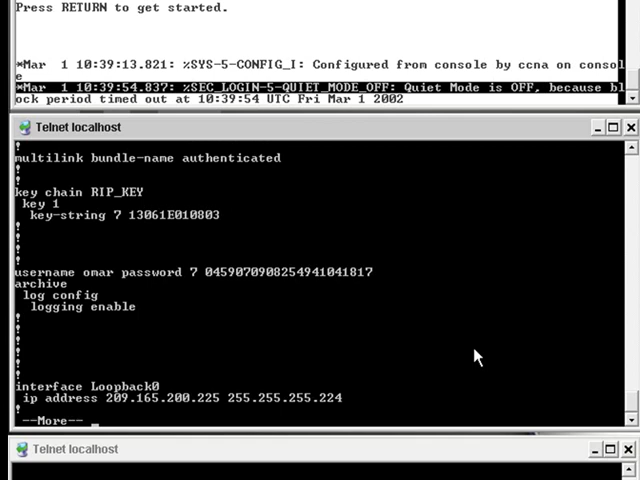 Press RETURN to get started.
*Mar  1 10:39:13.821: %SYS-5-CONFIG_I: Configured from console by ccna on consol
e
*Mar  1 10:39:54.837: %SEC_LOGIN-5-QUIET_MODE_OFF: Quiet Mode is OFF, because bl
ock period timed out at 10:39:54 UTC Fri Mar 1 2002
Telnet localhost
!
multilink bundle-name authenticated
!
!
key chain RIP_KEY
 key 1
  key-string 7 13061E010803
!
!
!
!
username omar password 7 0459070908254941041817
archive
 log config
  logging enable
!
!
!
!
!
!
interface Loopback0
 ip address 209.165.200.225 255.255.255.224
!
 --More--
Telnet localhost